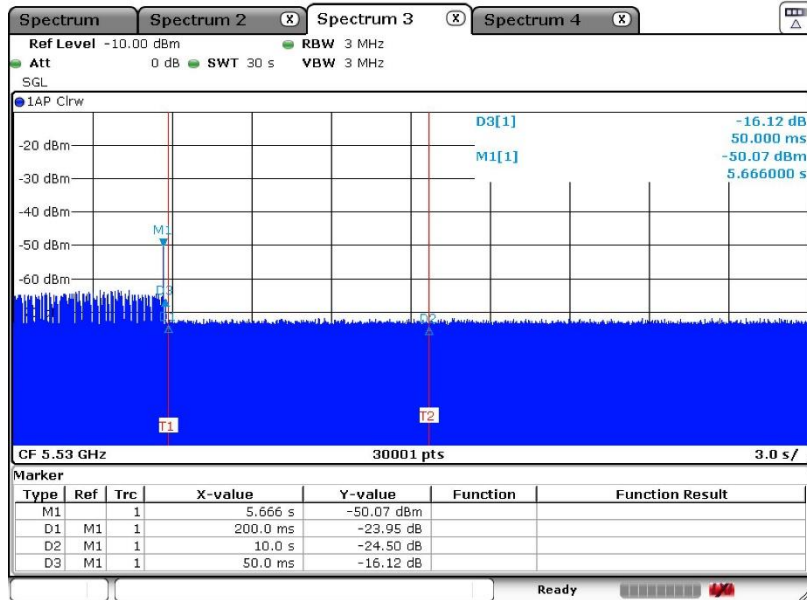 Spectrum Spectrum 2 X Spectrum 3 X Spectrum 4 X
Ref Level -10.00 dBm RBW 3 MHz
Att 0 dB SWT 30 s VBW 3 MHz
SGL
1AP Clrw
D3[1] -16.12 dB
50.000 ms
M1[1] -50.07 dBm
5.666000 s
-20 dBm
-30 dBm
-40 dBm
M1
-50 dBm
-60 dBm
D3
D2
T1 T2
CF 5.53 GHz 30001 pts 3.0 s/
Marker
Type Ref Trc X-value Y-value Function Function Result
M1 1 5.666 s -50.07 dBm
D1 M1 1 200.0 ms -23.95 dB
D2 M1 1 10.0 s -24.50 dB
D3 M1 1 50.0 ms -16.12 dB
Ready